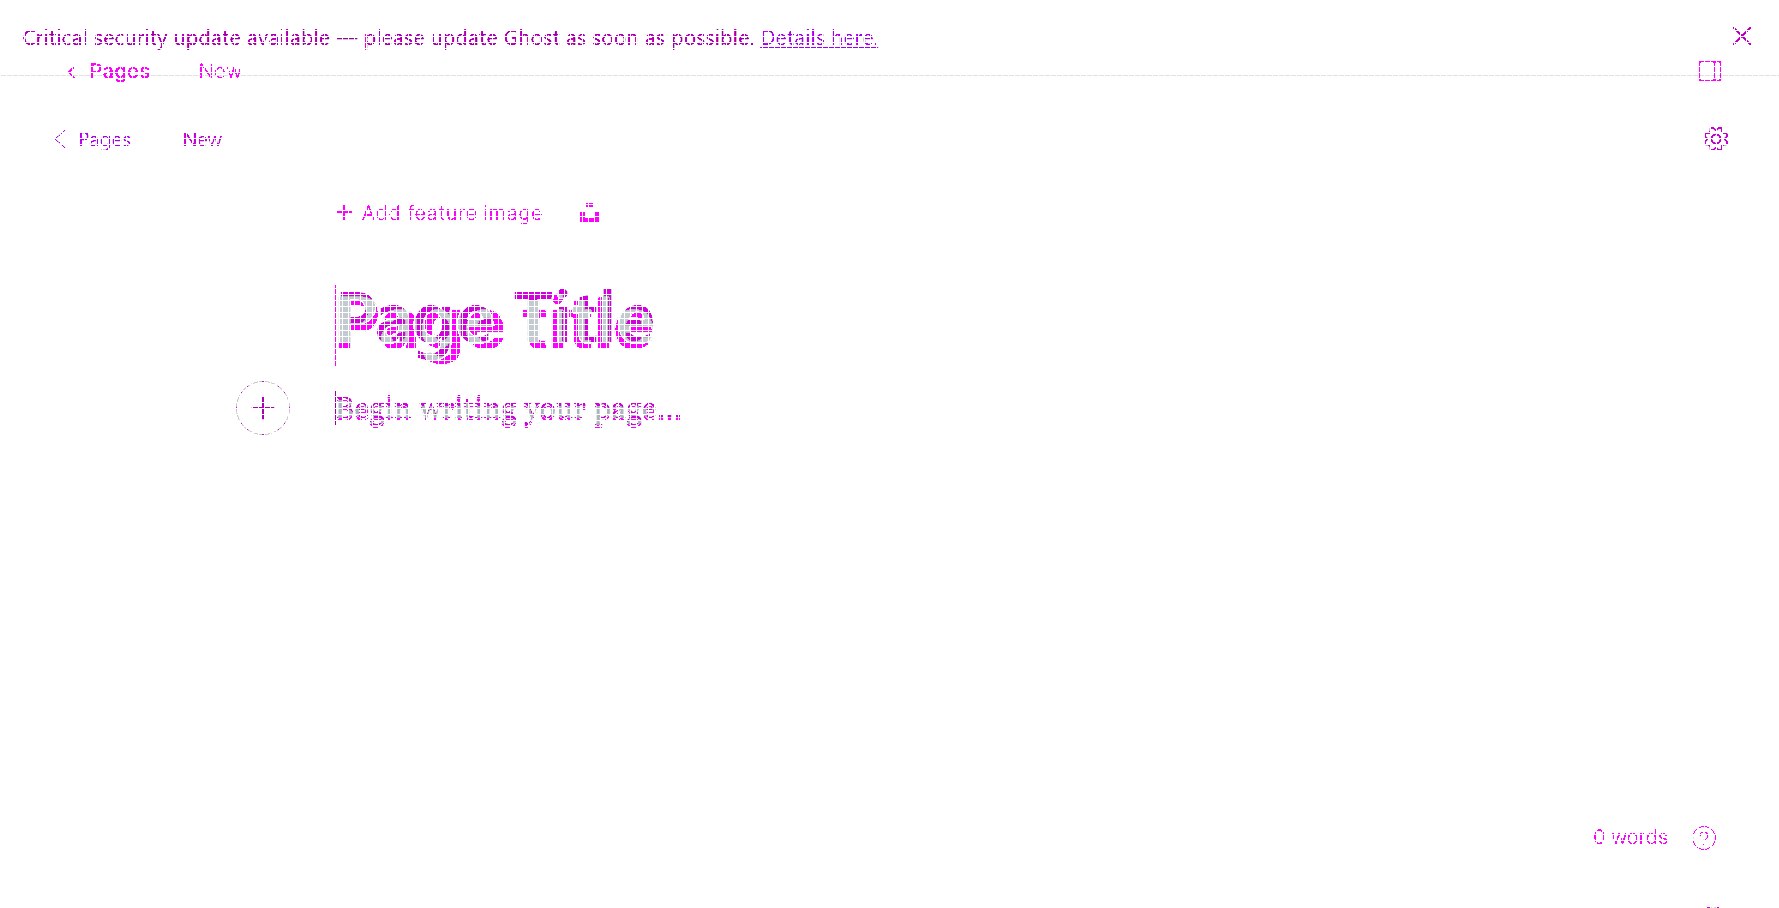 Critical security update available — please update Ghost as soon as possible. Details here.
Pages New
Pages New
+ Add feature image
Page Title
Begin writing your page...
0 words